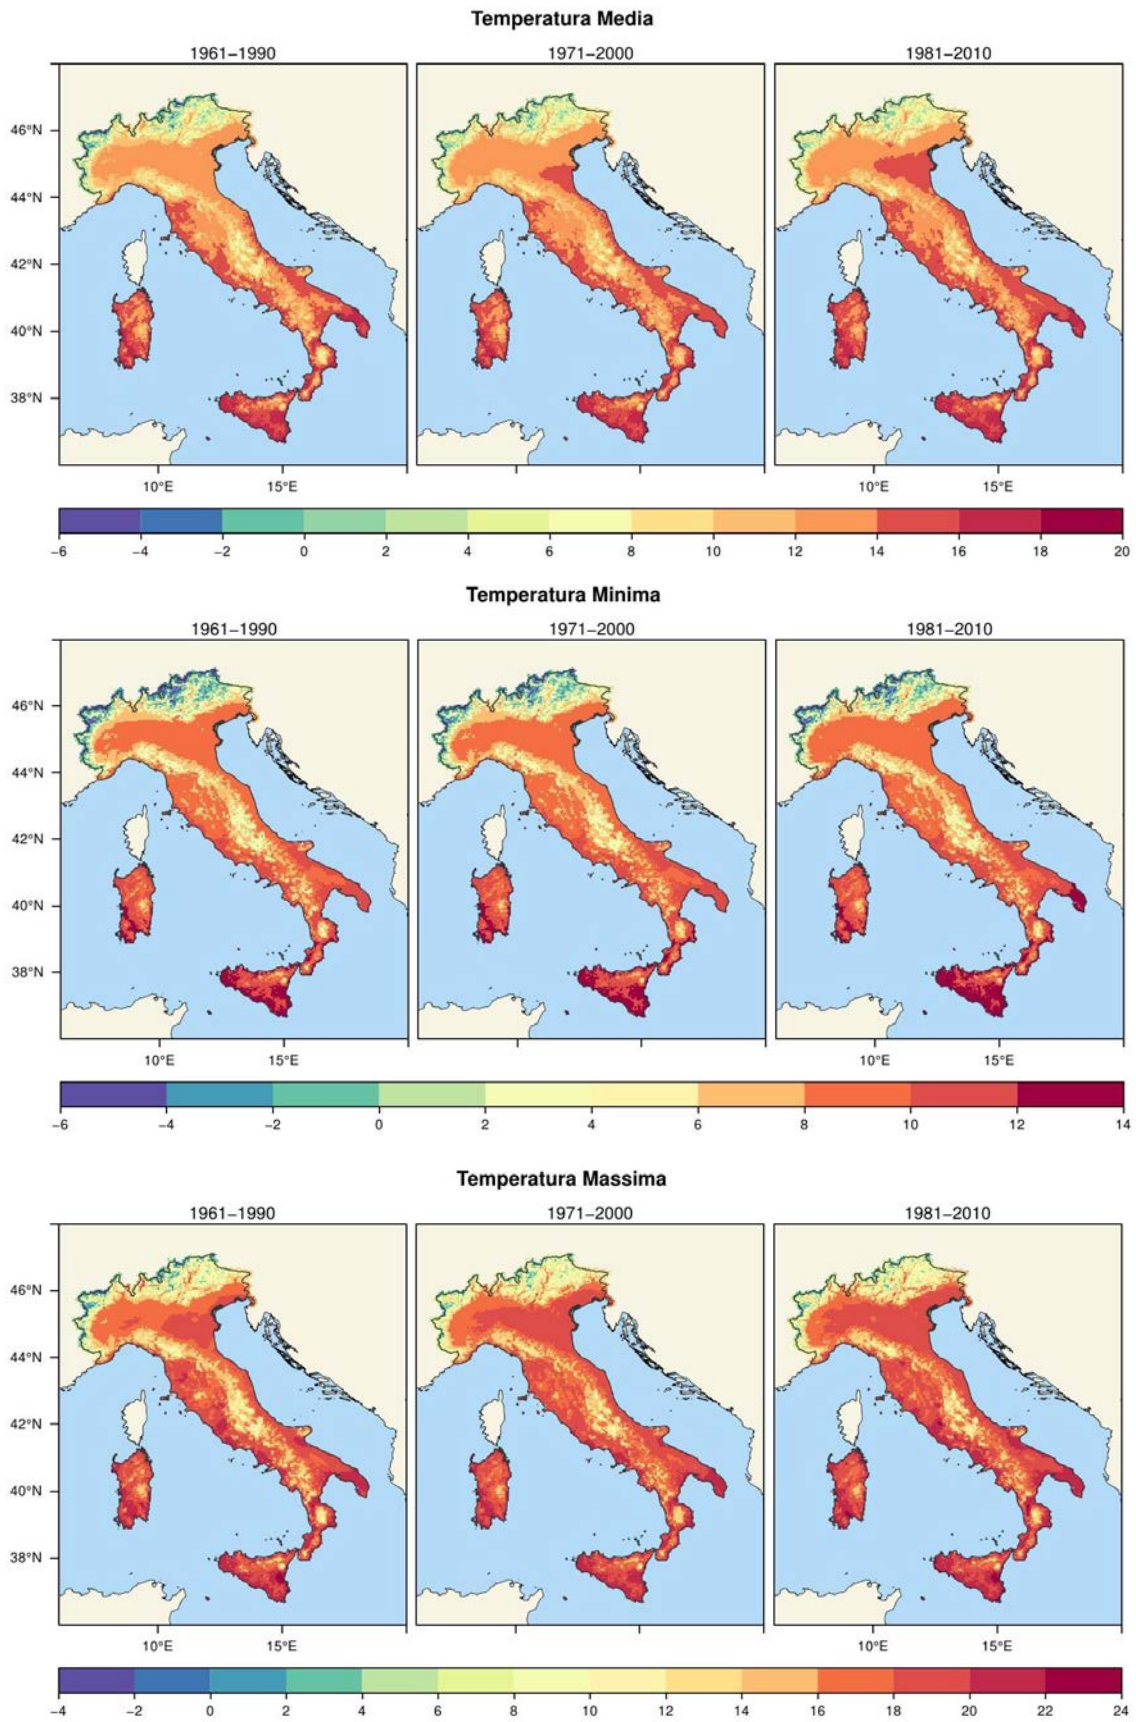 Temperatura Media
1961−1990 1971−2000 1981−2010
46°N
44°N
42°N
40°N
38°N
10°E 15°E 10°E 15°E
−6 −4 −2 0 2 4 6 8 10 12 14 16 18 20
Temperatura Minima
1961−1990 1971−2000 1981−2010
46°N
44°N
42°N
40°N
38°N
10°E 15°E 10°E 15°E
−6 −4 −2 0 2 4 6 8 10 12 14
Temperatura Massima
1961−1990 1971−2000 1981−2010
46°N
44°N
42°N
40°N
38°N
10°E 15°E 10°E 15°E
−4 −2 0 2 4 6 8 10 12 14 16 18 20 22 24